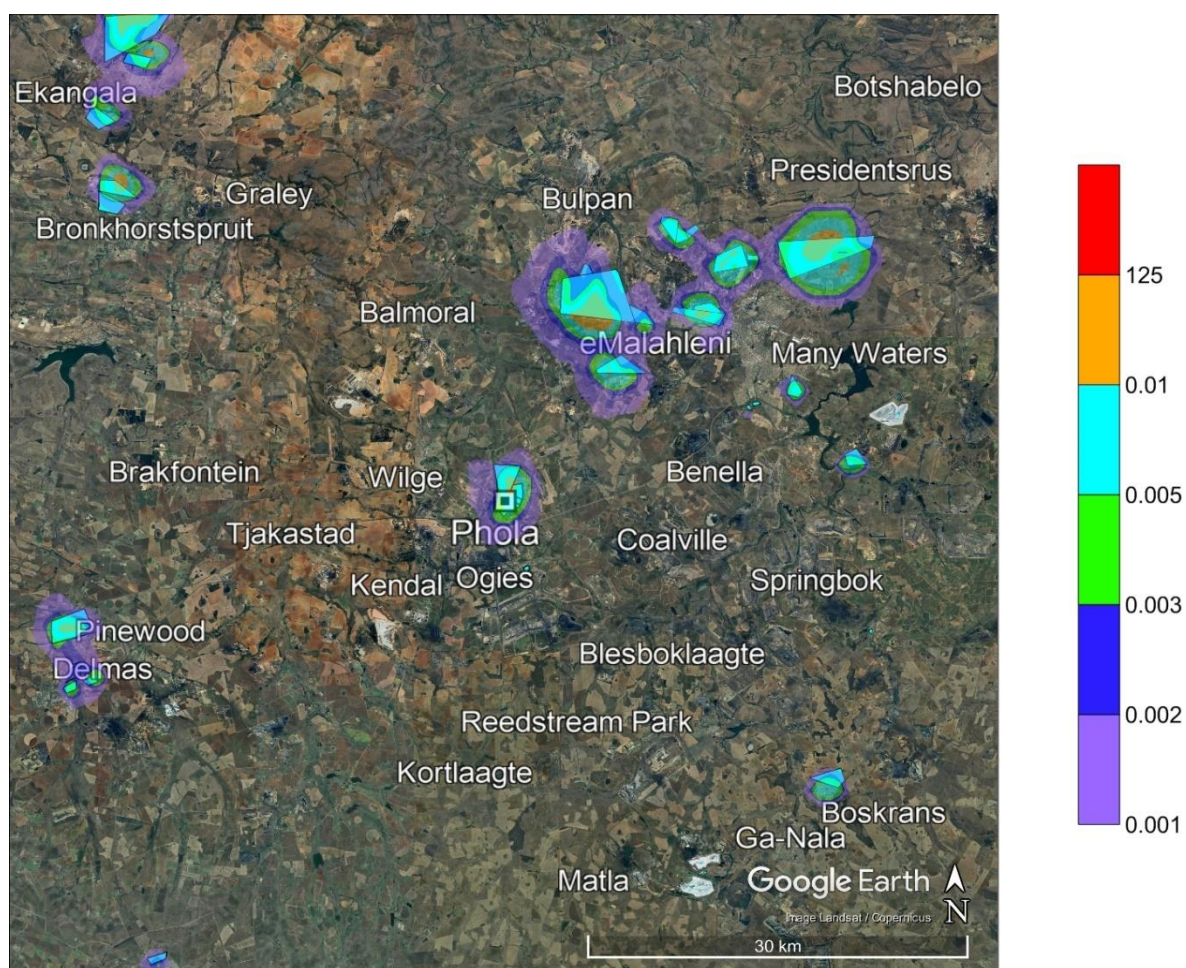 Botshabelo
Ekangala
Presidentsrus
Graley
Bulpan
Bronkhorstspruit
125
Balmoral
eMalahleni
Many Waters
0.01
Brakfontein
Wilge
Benella
0.005
Phola
Tjakastad
Coalville
Kendal
Ogies
Springbok
0.003
Pinewood
Delmas
Blesboklaagte
Reedstream Park
0.002
Kortlaagte
Boskrans
0.001
Ga-Nala
Matla
Google Earth
Image Landsat / Copernicus
N
30 km